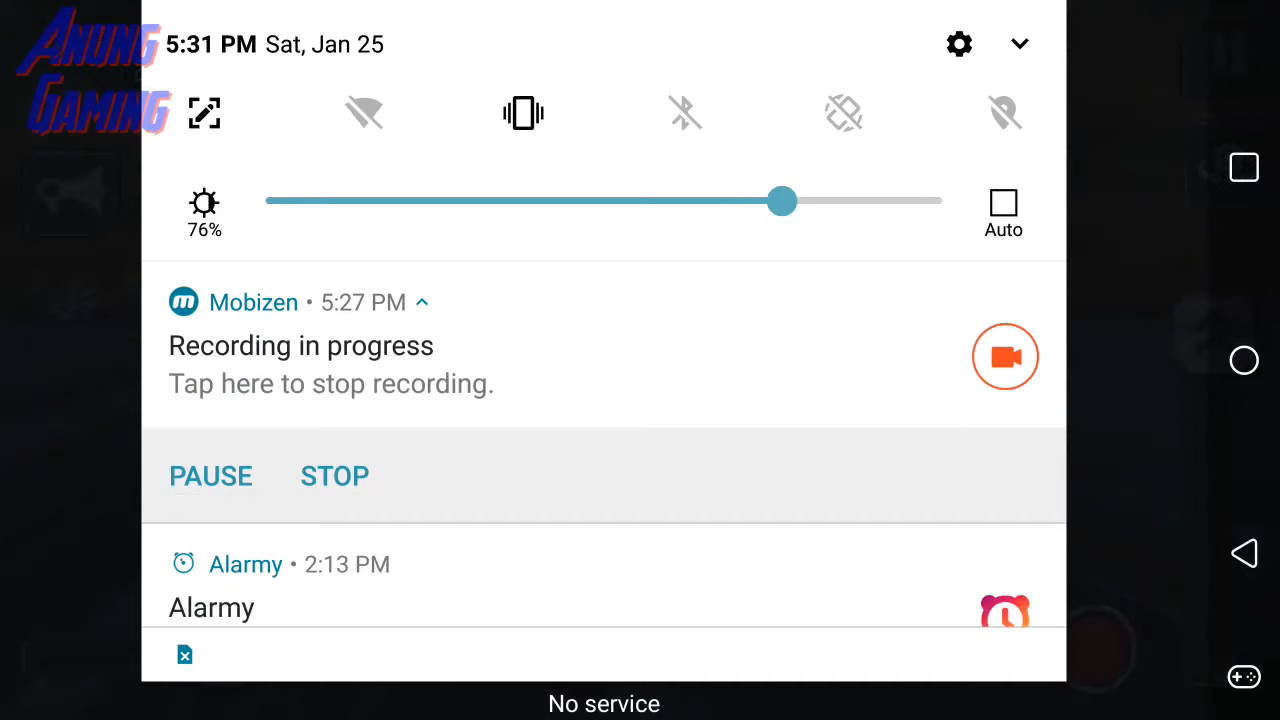 ANUNG
GAMING
5:31 PM Sat, Jan 25
76%
Auto
Mobizen • 5:27 PM
Recording in progress
Tap here to stop recording.
PAUSE STOP
Alarmy • 2:13 PM
Alarmy
No service